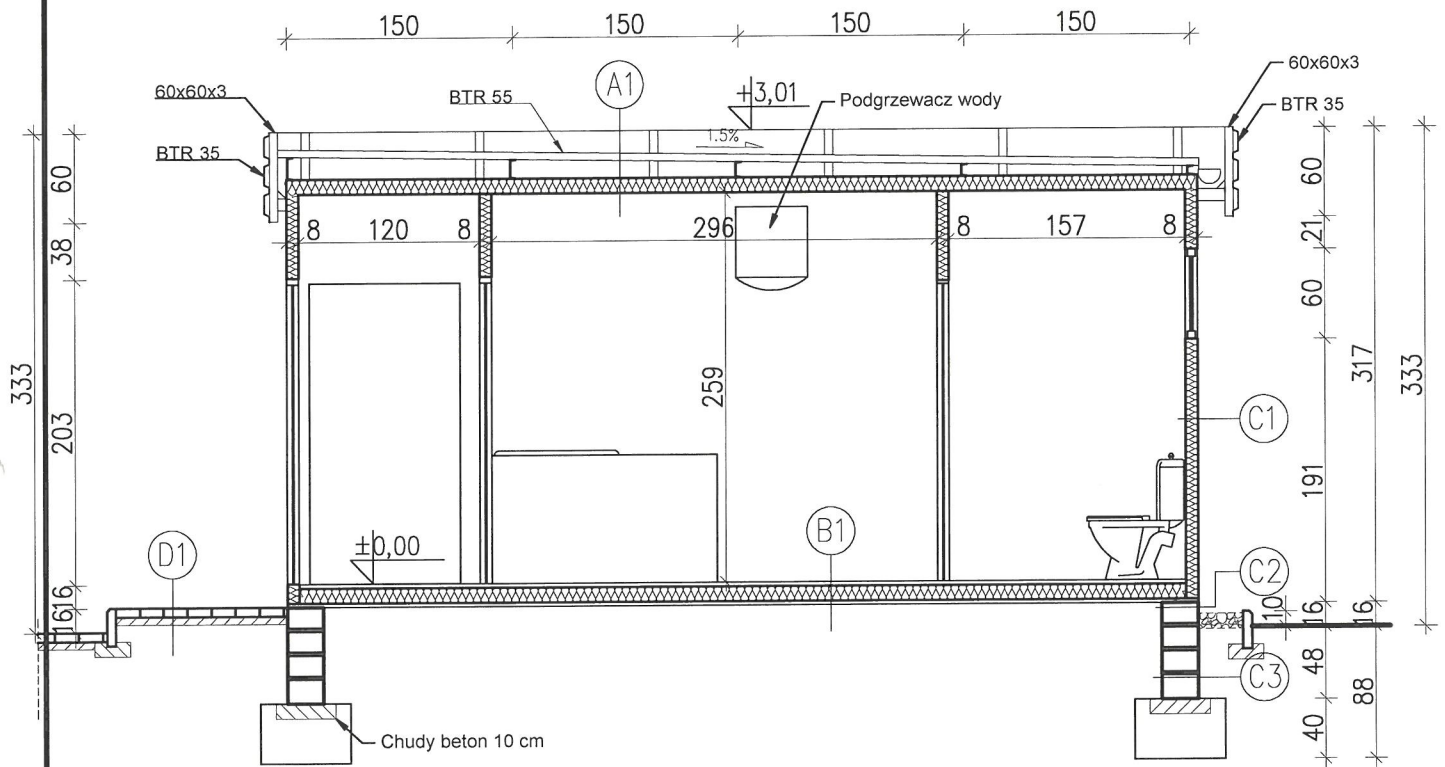 150
150
150
150
60x60x3
BTR 55
A1
+3,01
Podgrzewacz wody
60x60x3
BTR 35
BTR 35
1.5%
60
60
8
120
8
296
8
157
8
21
38
60
333
259
317
333
203
C1
191
B1
D1
±0,00
C2
16
16
10
16
16
48
C3
88
40
Chudy beton 10 cm